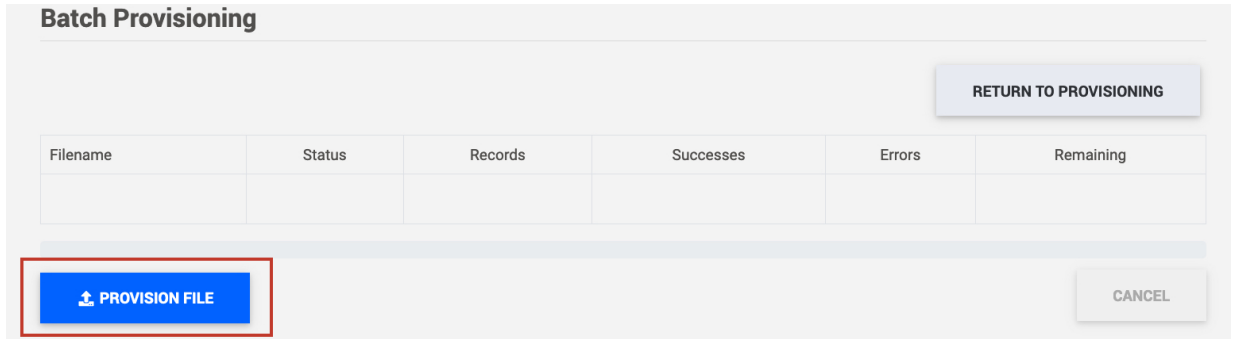 Batch Provisioning
RETURN TO PROVISIONING
Filename Status Records Successes Errors Remaining
PROVISION FILE
CANCEL